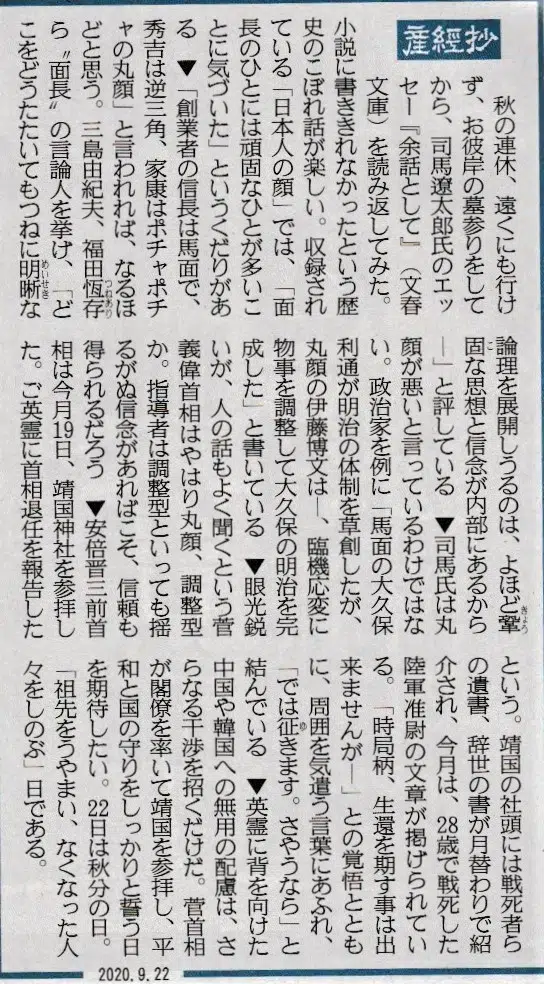 産經抄
秋の連休、遠くにも行け
ず、お彼岸の墓参りをして
から、司馬遼太郎氏のエッ
セー『余話として』(文春
文庫)を読み返してみた。
小説に書ききれなかったという歴
史のこぼれ話が楽しい。収録され
ている「日本人の顔」では、「面
長のひとには頑固なひとが多いこ
とに気づいた」というくだりがあ
る▼「創業者の信長は馬面で、
秀吉は逆三角、家康はポチャポチ
ャの丸顔」と言われれば、なるほ
どと思う。三島由紀夫、福田恆存つねあり
ら〝面長〟の言論人を挙げ、「ど
こをどうたたいてもつねに明晰めいせきな
論理を展開しうるのは、よほど鞏きょう
固こな思想と信念が内部にあるから
―」と評している▼司馬氏は丸
顔が悪いと言っているわけではな
い。政治家を例に「馬面の大久保
利通が明治の体制を草創したが、
丸顔の伊藤博文は―、臨機応変に
物事を調整して大久保の明治を完
成した」と書いている▼眼光鋭
いが、人の話もよく聞くという菅
義偉首相はやはり丸顔、調整型
か。指導者は調整型といっても揺
るがぬ信念があればこそ、信頼も
得られるだろう▼安倍晋三前首
相は今月19日、靖国神社を参拝し
た。ご英霊に首相退任を報告した
という。靖国の社頭には戦死者ら
の遺書、辞世の書が月替わりで紹
介され、今月は、28歳で戦死した
陸軍准尉の文章が掲げられてい
る。「時局柄、生還を期す事は出
来ませんが―」との覚悟ととも
に、周囲を気遣う言葉にあふれ、
「では征ゆきます。さやうなら」と
結んでいる▼英霊に背を向けた
中国や韓国への無用の配慮は、さ
らなる干渉を招くだけだ。菅首相
が閣僚を率いて靖国を参拝し、平
和と国の守りをしっかりと誓う日
を期待したい。22日は秋分の日。
「祖先をうやまい、なくなった人
々をしのぶ」日である。
2020.9.22